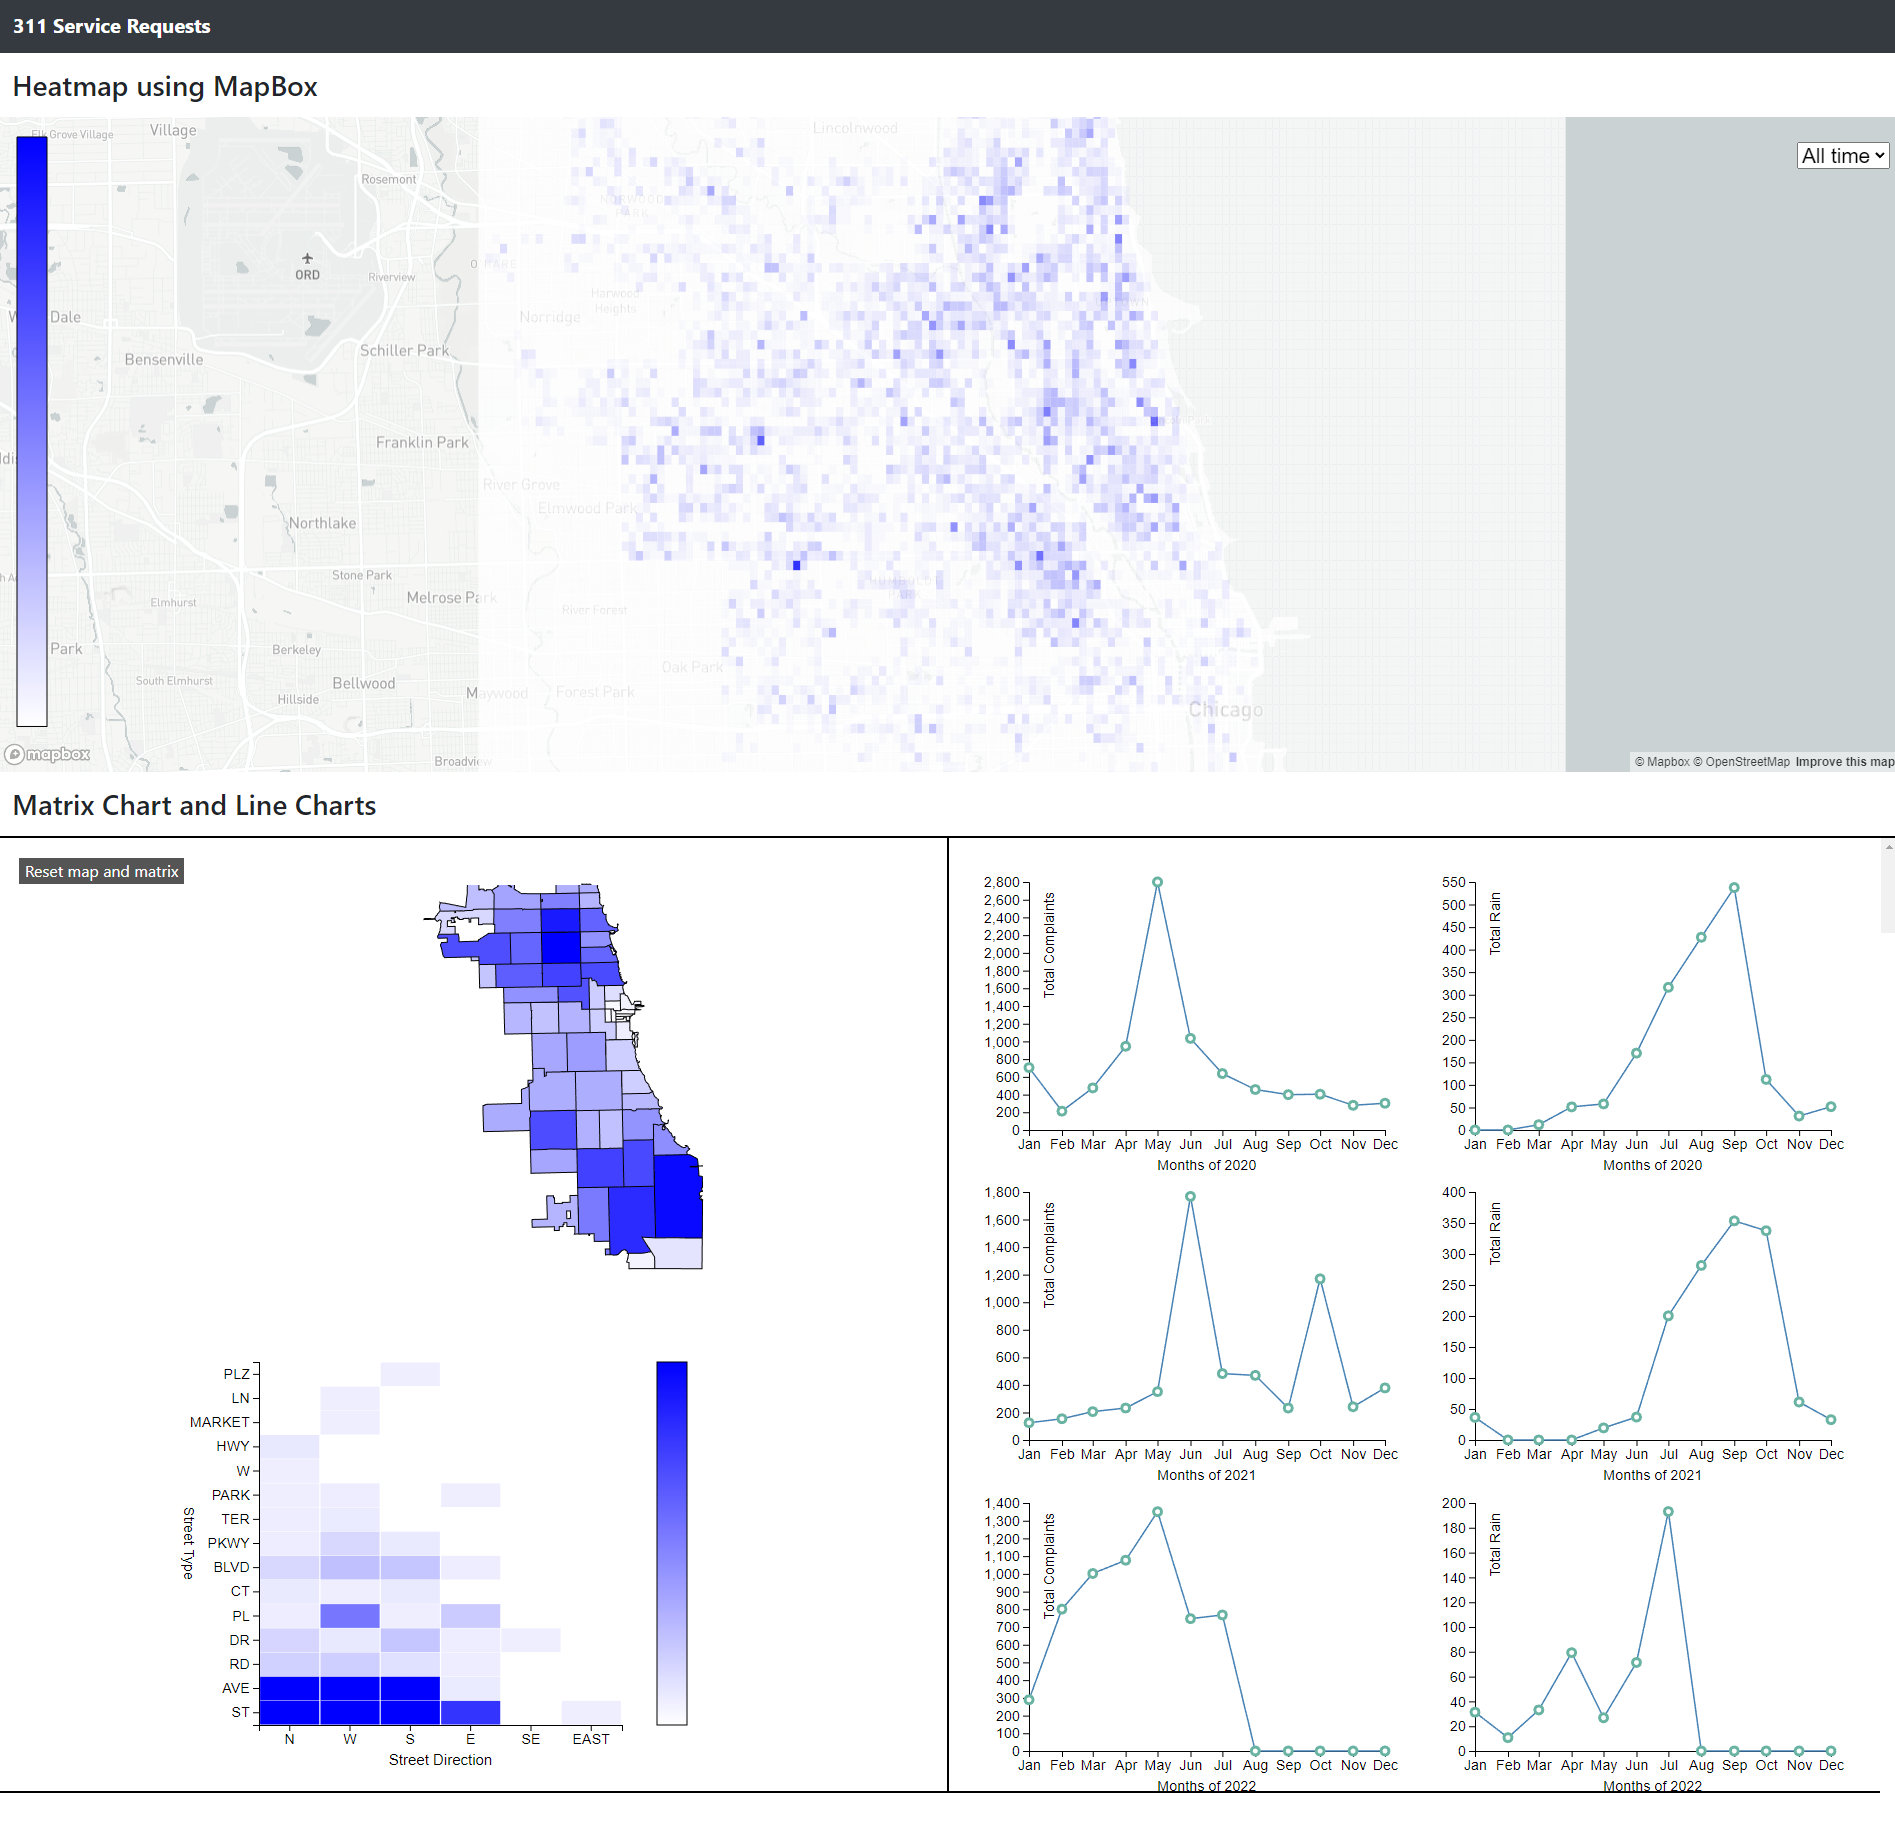 311 Service Requests
Heatmap using MapBox
Elk Grove Village
Village
Lincolnwood
All time
Rosemont
NORWOOD
PARK
ORD
Riverview
Harwood
Heights
Dale
Norridge
Schiller Park
Bensenville
Franklin Park
River Grove
Elmwood Park
Northlake
Stone Park
HUMBOLDT
PARK
Melrose Park
Elmhurst
River Forest
Park
Berkeley
Oak Park
South Elmhurst
Bellwood
Hillside
Maywood
Forest Park
Chicago
mapbox
Broadview
© Mapbox © OpenStreetMap Improve this map
Matrix Chart and Line Charts
Reset map and matrix
PLZ
LN
MARKET
HWY
W
PARK
TER
PKWY
BLVD
CT
PL
DR
RD
AVE
ST
Street Type
N W S E SE EAST
Street Direction
2,800
2,600
2,400
2,200
2,000
1,800
1,600
1,400
1,200
1,000
800
600
400
200
0
Total Complaints
Jan Feb Mar Apr May Jun Jul Aug Sep Oct Nov Dec
Months of 2020
550
500
450
400
350
300
250
200
150
100
50
0
Total Rain
Jan Feb Mar Apr May Jun Jul Aug Sep Oct Nov Dec
Months of 2020
1,800
1,600
1,400
1,200
1,000
800
600
400
200
0
Total Complaints
Jan Feb Mar Apr May Jun Jul Aug Sep Oct Nov Dec
Months of 2021
400
350
300
250
200
150
100
50
0
Total Rain
Jan Feb Mar Apr May Jun Jul Aug Sep Oct Nov Dec
Months of 2021
1,400
1,300
1,200
1,100
1,000
900
800
700
600
500
400
300
200
100
0
Total Complaints
Jan Feb Mar Apr May Jun Jul Aug Sep Oct Nov Dec
Months of 2022
200
180
160
140
120
100
80
60
40
20
0
Total Rain
Jan Feb Mar Apr May Jun Jul Aug Sep Oct Nov Dec
Months of 2022